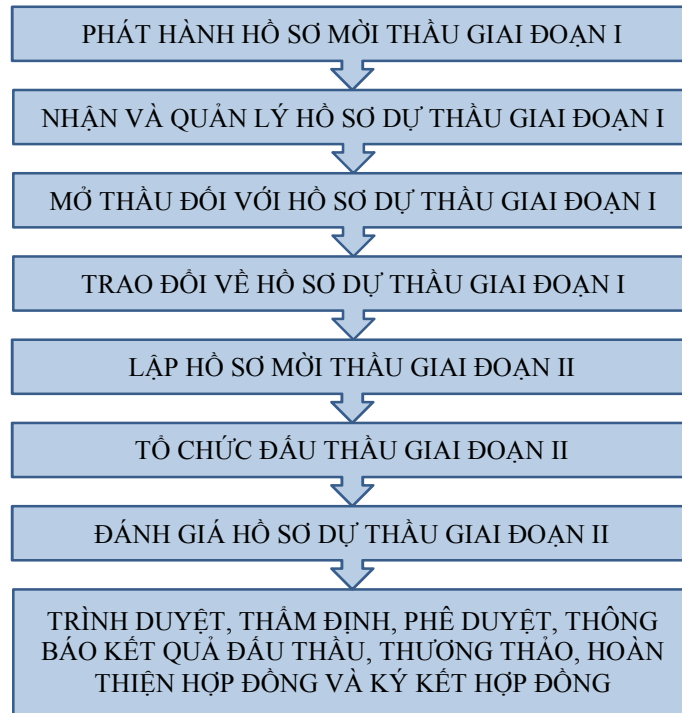 PHÁT HÀNH HỒ SƠ MỜI THẦU GIAI ĐOẠN I
NHẬN VÀ QUẢN LÝ HỒ SƠ DỰ THẦU GIAI ĐOẠN I
MỞ THẦU ĐỐI VỚI HỒ SƠ DỰ THẦU GIAI ĐOẠN I
TRAO ĐỔI VỀ HỒ SƠ DỰ THẦU GIAI ĐOẠN I
LẬP HỒ SƠ MỜI THẦU GIAI ĐOẠN II
TỔ CHỨC ĐẤU THẦU GIAI ĐOẠN II
ĐÁNH GIÁ HỒ SƠ DỰ THẦU GIAI ĐOẠN II
TRÌNH DUYỆT, THẨM ĐỊNH, PHÊ DUYỆT, THÔNG
BÁO KẾT QUẢ ĐẤU THẦU, THƯƠNG THẢO, HOÀN
THIỆN HỢP ĐỒNG VÀ KÝ KẾT HỢP ĐỒNG